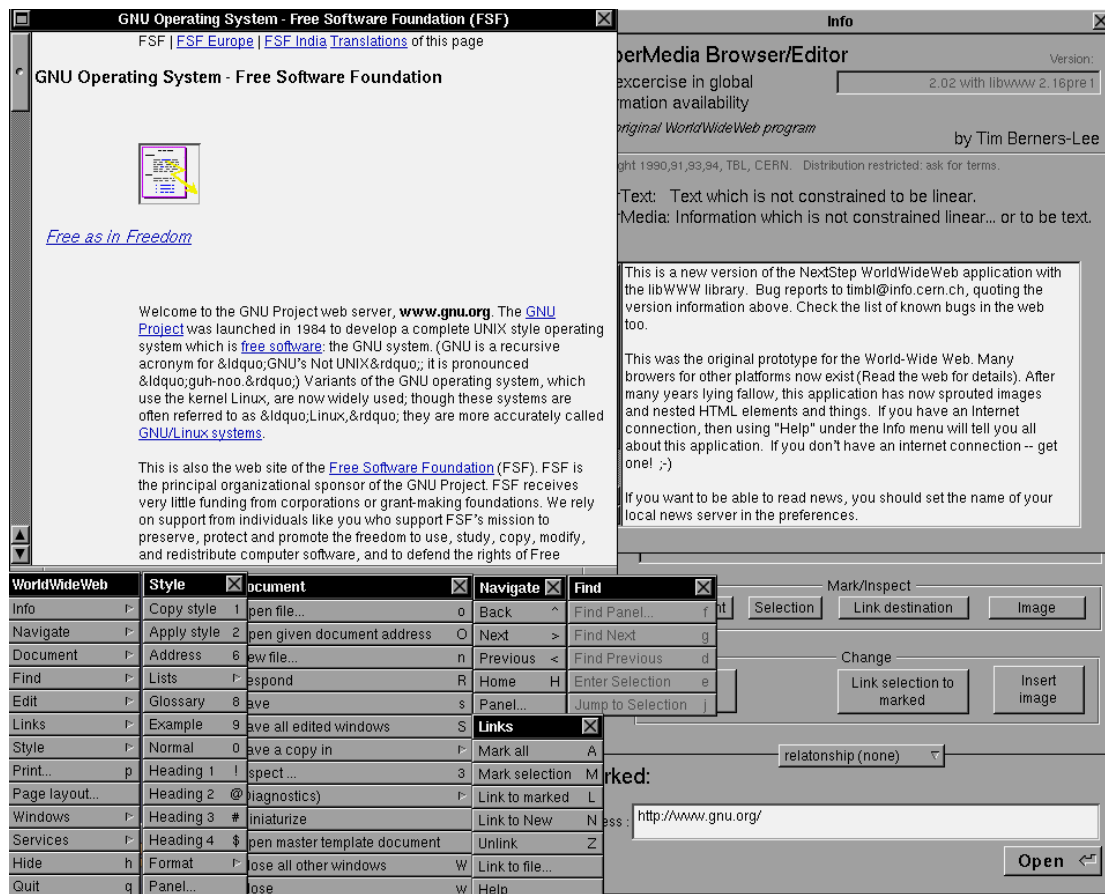 GNU Operating System - Free Software Foundation (FSF)
FSF | FSF Europe | FSF India Translations of this page
GNU Operating System - Free Software Foundation
Free as in Freedom
Welcome to the GNU Project web server, www.gnu.org. The GNU
Project was launched in 1984 to develop a complete UNIX style operating
system which is free software: the GNU system. (GNU is a recursive
acronym for &ldquo;GNU's Not UNIX&rdquo;; it is pronounced
&ldquo;guh-noo.&rdquo;) Variants of the GNU operating system, which
use the kernel Linux, are now widely used; though these systems are
often referred to as &ldquo;Linux,&rdquo; they are more accurately called
GNU/Linux systems.
This is also the web site of the Free Software Foundation (FSF). FSF is
the principal organizational sponsor of the GNU Project. FSF receives
very little funding from corporations or grant-making foundations. We rely
on support from individuals like you who support FSF's mission to
preserve, protect and promote the freedom to use, study, copy, modify,
and redistribute computer software, and to defend the rights of Free
Info
perMedia Browser/Editor
Version:
excercise in global
2.02 with libwww 2.16pre1
rmation availability
original WorldWideWeb program
by Tim Berners-Lee
ght 1990,91,93,94, TBL, CERN. Distribution restricted: ask for terms.
rText: Text which is not constrained to be linear.
rMedia: Information which is not constrained linear... or to be text.
This is a new version of the NextStep WorldWideWeb application with
the libWWW library. Bug reports to timbl@info.cern.ch, quoting the
version information above. Check the list of known bugs in the web
too.
This was the original prototype for the World-Wide Web. Many
browers for other platforms now exist (Read the web for details). After
many years lying fallow, this application has now sprouted images
and nested HTML elements and things. If you have an Internet
connection, then using "Help" under the Info menu will tell you all
about this application. If you don't have an internet connection -- get
one! ;-)
If you want to be able to read news, you should set the name of your
local news server in the preferences.
WorldWideWeb
Info
Navigate
Document
Find
Edit
Links
Style
Print... p
Page layout...
Windows
Services
Hide h
Quit q
Style
Copy style 1
Apply style 2
Address 6
Lists
Glossary 8
Example 9
Normal 0
Heading 1 !
Heading 2 @
Heading 3 #
Heading 4 $
Format
Panel...
ocument
pen file... o
pen given document address O
ew file... n
espond R
ave s
ave all edited windows S
ave a copy in
spect ... 3
iagnostics)
iniaturize
pen master template document
lose all other windows W
lose w
Navigate
Back ^
Next >
Previous <
Home H
Panel...
Find
Find Panel... f
Find Next g
Find Previous d
Enter Selection e
Jump to Selection j
Links
Mark all A
Mark selection M
Link to marked L
Link to New N
Unlink Z
Link to file...
Help
Mark/Inspect
nt Selection Link destination Image
Change
Link selection to
marked
Insert
image
relatonship (none)
rked:
ess : http://www.gnu.org/
Open